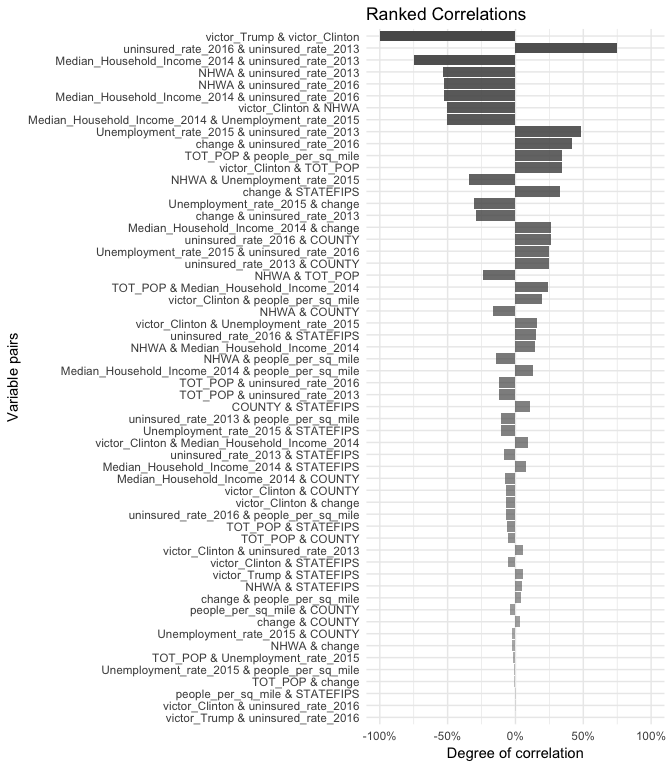 Ranked Correlations
victor_Trump & victor_Clinton
uninsured_rate_2016 & uninsured_rate_2013
Median_Household_Income_2014 & uninsured_rate_2013
NHWA & uninsured_rate_2013
NHWA & uninsured_rate_2016
Median_Household_Income_2014 & uninsured_rate_2016
victor_Clinton & NHWA
Median_Household_Income_2014 & Unemployment_rate_2015
Unemployment_rate_2015 & uninsured_rate_2013
change & uninsured_rate_2016
TOT_POP & people_per_sq_mile
victor_Clinton & TOT_POP
NHWA & Unemployment_rate_2015
change & STATEFIPS
Unemployment_rate_2015 & change
change & uninsured_rate_2013
Median_Household_Income_2014 & change
uninsured_rate_2016 & COUNTY
Unemployment_rate_2015 & uninsured_rate_2016
uninsured_rate_2013 & COUNTY
NHWA & TOT_POP
TOT_POP & Median_Household_Income_2014
victor_Clinton & people_per_sq_mile
NHWA & COUNTY
victor_Clinton & Unemployment_rate_2015
uninsured_rate_2016 & STATEFIPS
NHWA & Median_Household_Income_2014
NHWA & people_per_sq_mile
Median_Household_Income_2014 & people_per_sq_mile
TOT_POP & uninsured_rate_2016
TOT_POP & uninsured_rate_2013
COUNTY & STATEFIPS
uninsured_rate_2013 & people_per_sq_mile
Unemployment_rate_2015 & STATEFIPS
victor_Clinton & Median_Household_Income_2014
uninsured_rate_2013 & STATEFIPS
Median_Household_Income_2014 & STATEFIPS
Median_Household_Income_2014 & COUNTY
victor_Clinton & COUNTY
victor_Clinton & change
uninsured_rate_2016 & people_per_sq_mile
TOT_POP & STATEFIPS
TOT_POP & COUNTY
victor_Clinton & uninsured_rate_2013
victor_Clinton & STATEFIPS
victor_Trump & STATEFIPS
NHWA & STATEFIPS
change & people_per_sq_mile
people_per_sq_mile & COUNTY
change & COUNTY
Unemployment_rate_2015 & COUNTY
NHWA & change
TOT_POP & Unemployment_rate_2015
Unemployment_rate_2015 & people_per_sq_mile
TOT_POP & change
people_per_sq_mile & STATEFIPS
victor_Clinton & uninsured_rate_2016
victor_Trump & uninsured_rate_2016
Variable pairs
-100% -50% 0% 50% 100%
Degree of correlation